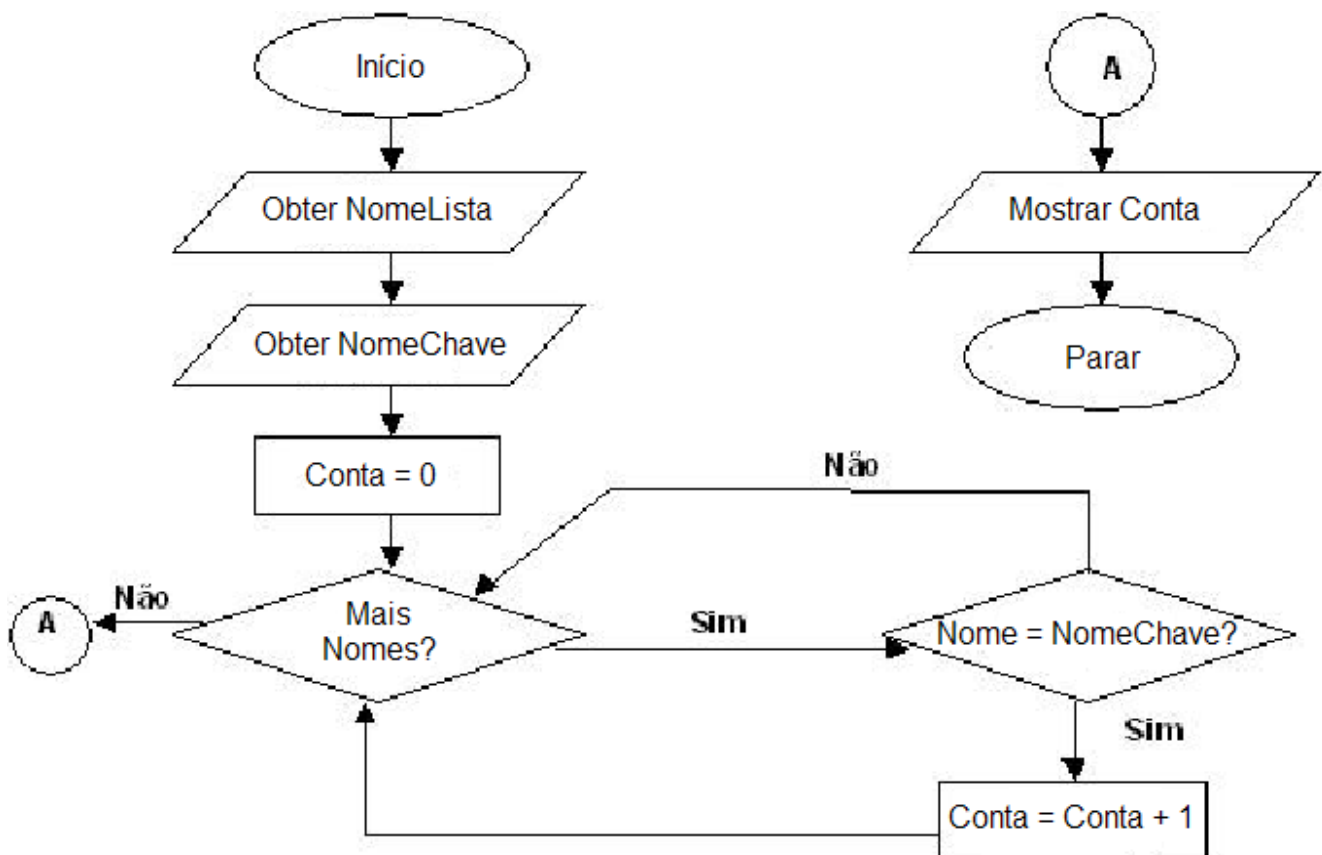 Início
Obter NomeLista
Obter NomeChave
Conta = 0
Mais
Nomes?
Não
A
Sim
Nome = NomeChave?
Não
Sim
Conta = Conta + 1
A
Mostrar Conta
Parar